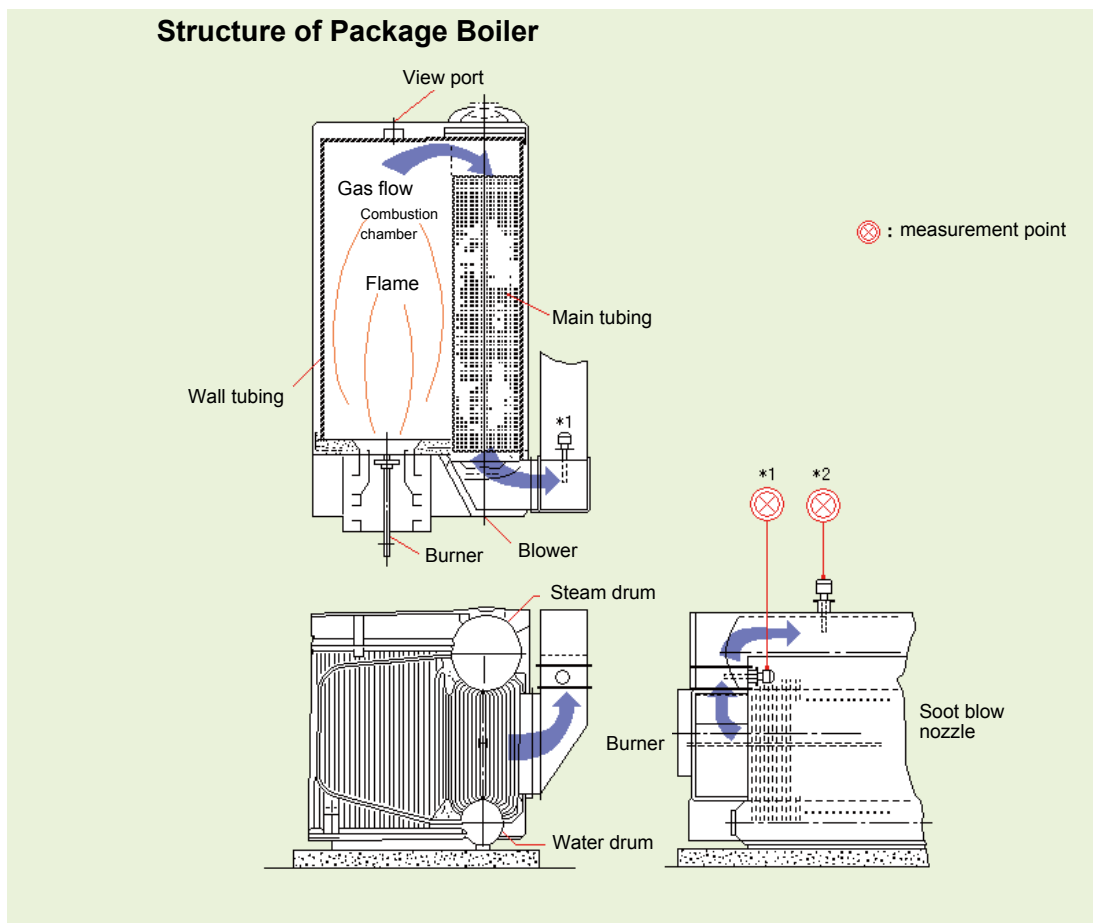 Structure of Package Boiler
View port
Gas flow
Combustion
chamber
Flame
: measurement point
Main tubing
Wall tubing
*1
*1
*2
Burner
Blower
Steam drum
Soot blow
nozzle
Burner
Water drum